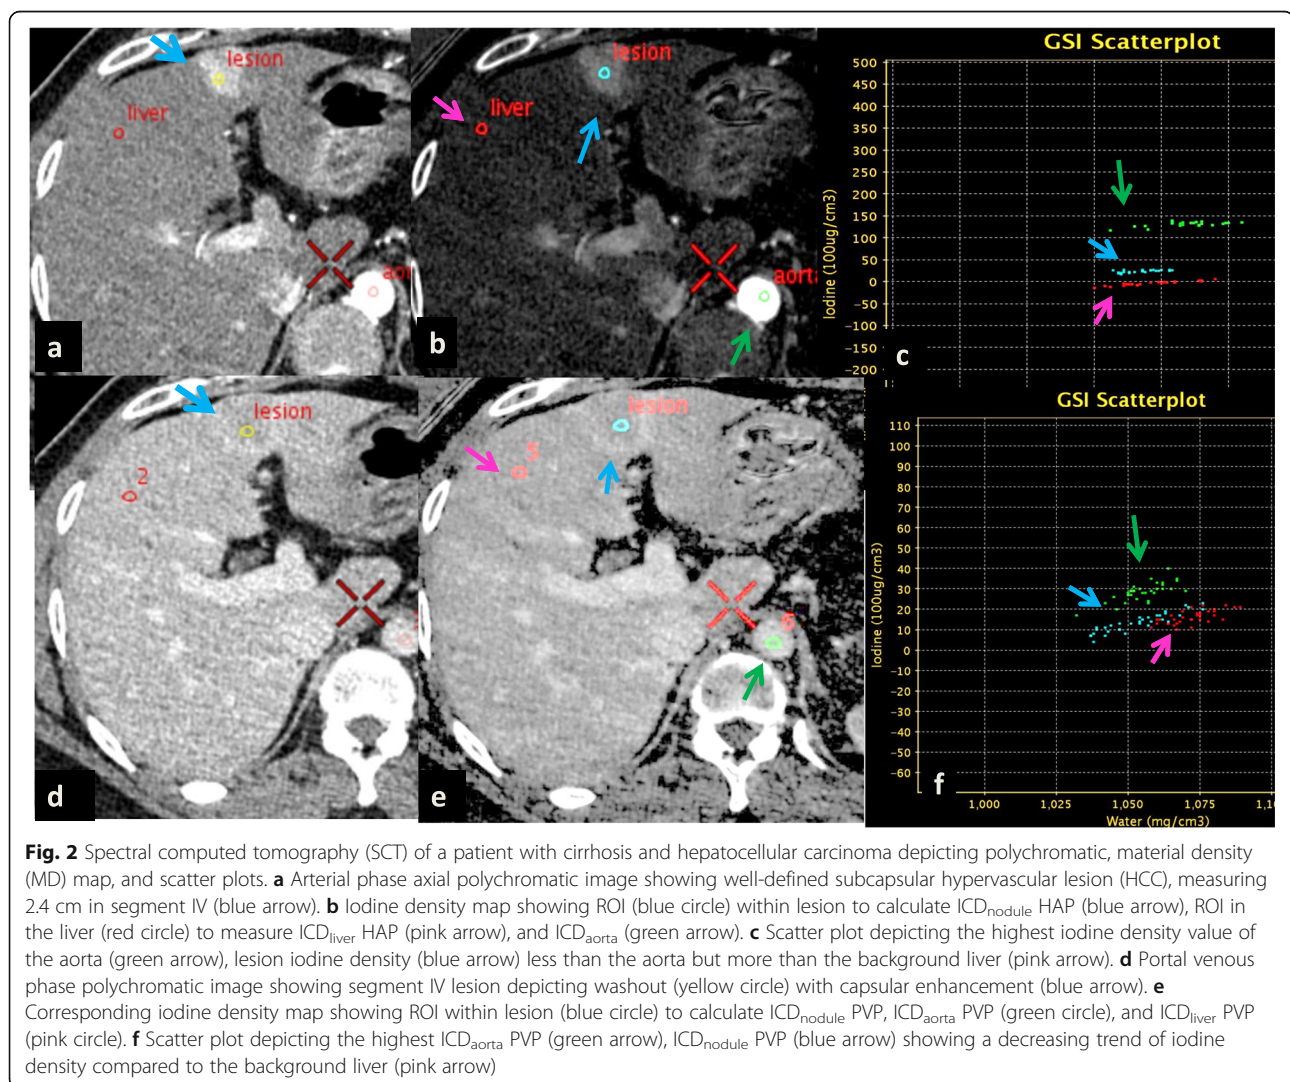 lesion
liver
aor
a
lesion
liver
aorta
b
GSI Scatterplot
500
450
400
350
300
250
200
150
100
50
0
−50
−100
−150
−200
Iodine (100ug/cm3)
c
lesion
2
d
lesion
5
6
e
GSI Scatterplot
110
100
90
80
70
60
50
40
30
20
10
0
−10
−20
−30
−40
−50
−60
Iodine (100ug/cm3)
f
1,000 1,025 1,050 1,075 1,10
Water (mg/cm3)
Fig. 2 Spectral computed tomography (SCT) of a patient with cirrhosis and hepatocellular carcinoma depicting polychromatic, material density
(MD) map, and scatter plots. a Arterial phase axial polychromatic image showing well-defined subcapsular hypervascular lesion (HCC), measuring
2.4 cm in segment IV (blue arrow). b Iodine density map showing ROI (blue circle) within lesion to calculate ICDnodule HAP (blue arrow), ROI in
the liver (red circle) to measure ICDliver HAP (pink arrow), and ICDaorta (green arrow). c Scatter plot depicting the highest iodine density value of
the aorta (green arrow), lesion iodine density (blue arrow) less than the aorta but more than the background liver (pink arrow). d Portal venous
phase polychromatic image showing segment IV lesion depicting washout (yellow circle) with capsular enhancement (blue arrow). e
Corresponding iodine density map showing ROI within lesion (blue circle) to calculate ICDnodule PVP, ICDaorta PVP (green circle), and ICDliver PVP
(pink circle). f Scatter plot depicting the highest ICDaorta PVP (green arrow), ICDnodule PVP (blue arrow) showing a decreasing trend of iodine
density compared to the background liver (pink arrow)